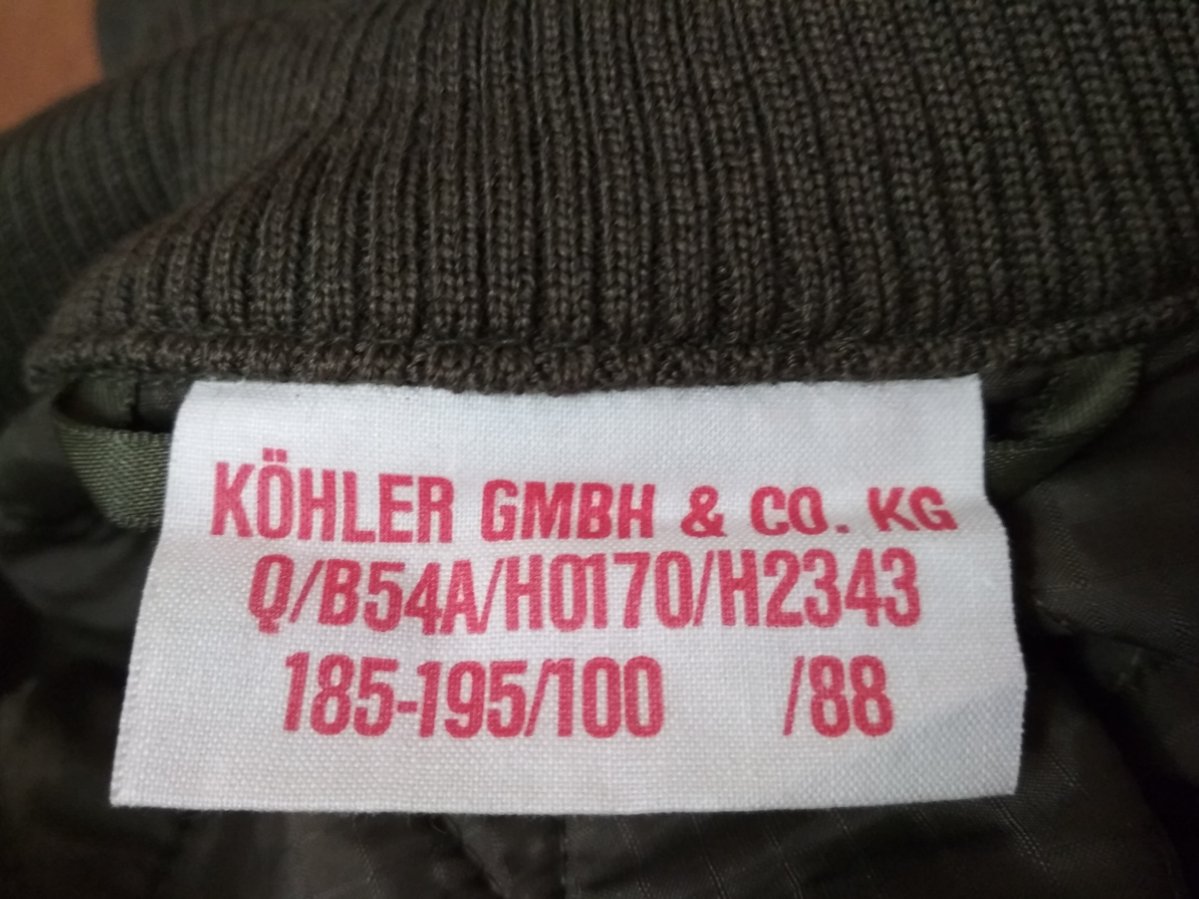 KÖHLER GMBH & CO. KG
Q/B54A/H0170/H2343
185-195/100 /88